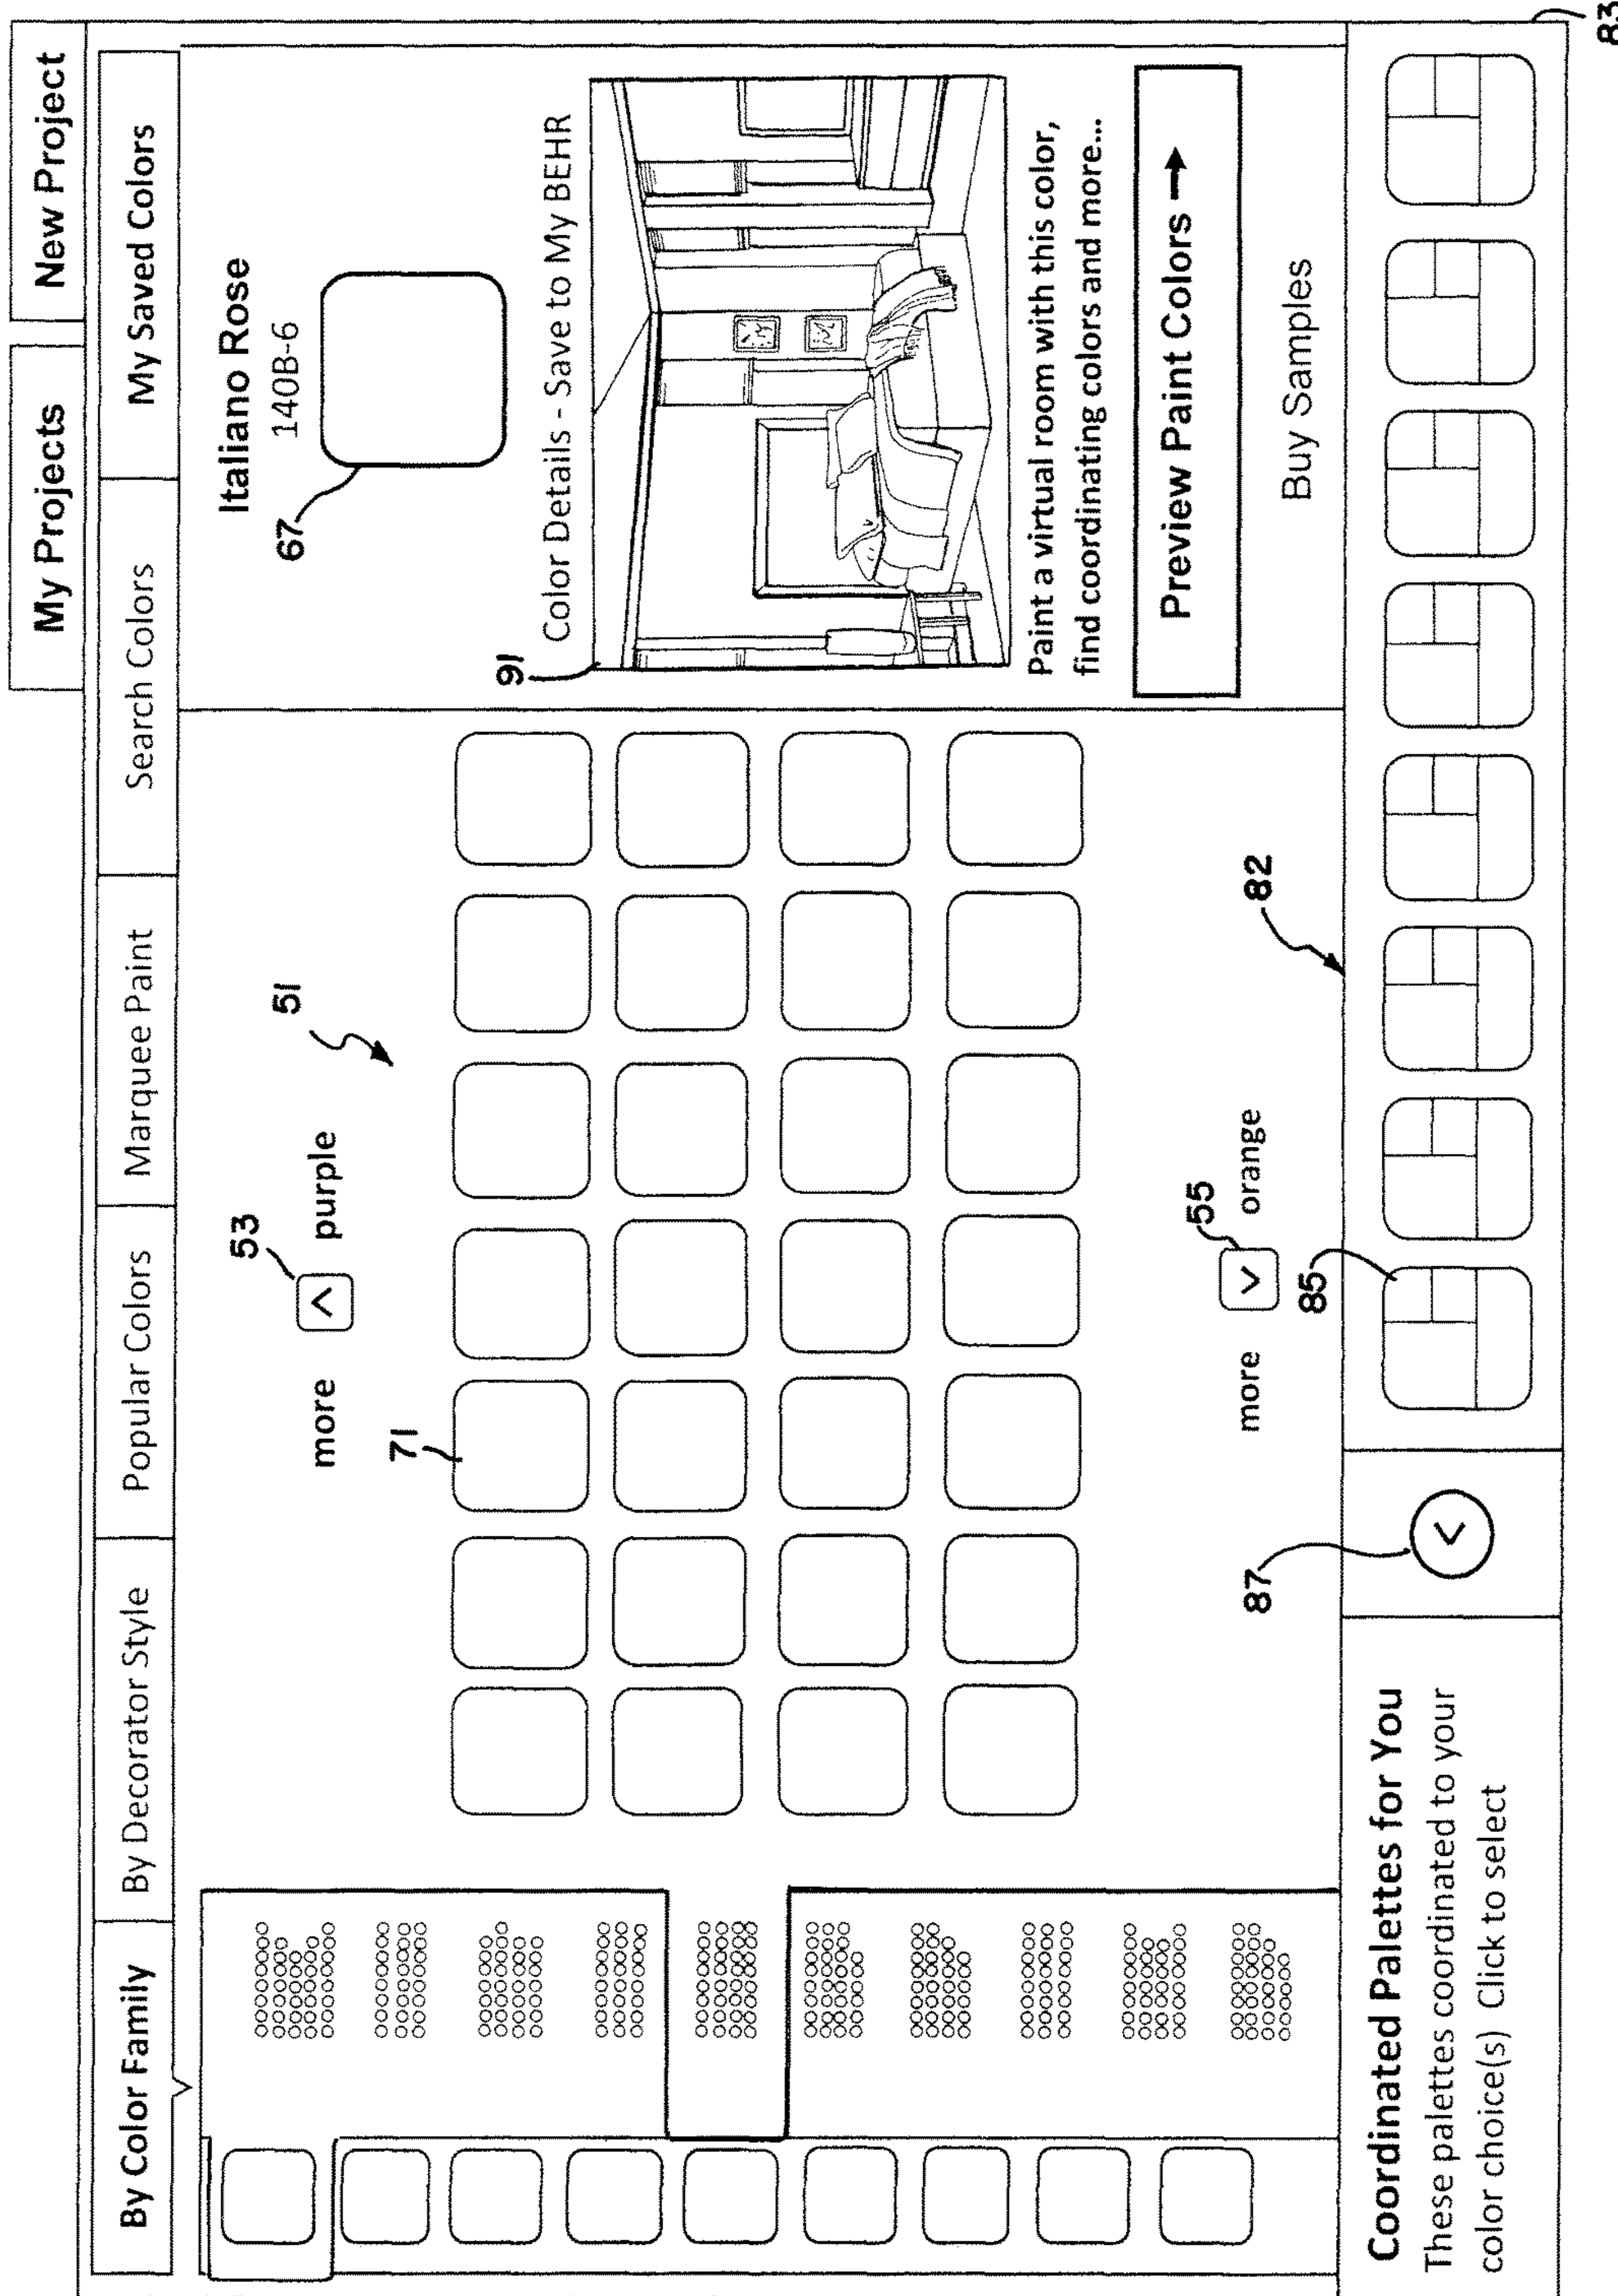 My Projects
New Project
By Color Family
By Decorator Style
Popular Colors
Marquee Paint
Search Colors
My Saved Colors
53
more ^ purple
51
71
Italiano Rose
140B-6
67
Color Details - Save to My BEHR
91
Paint a virtual room with this color,
find coordinating colors and more...
Preview Paint Colors →
Buy Samples
55
more v orange
82
85
87
<
Coordinated Palettes for You
These palettes coordinated to your
color choice(s) Click to select
83